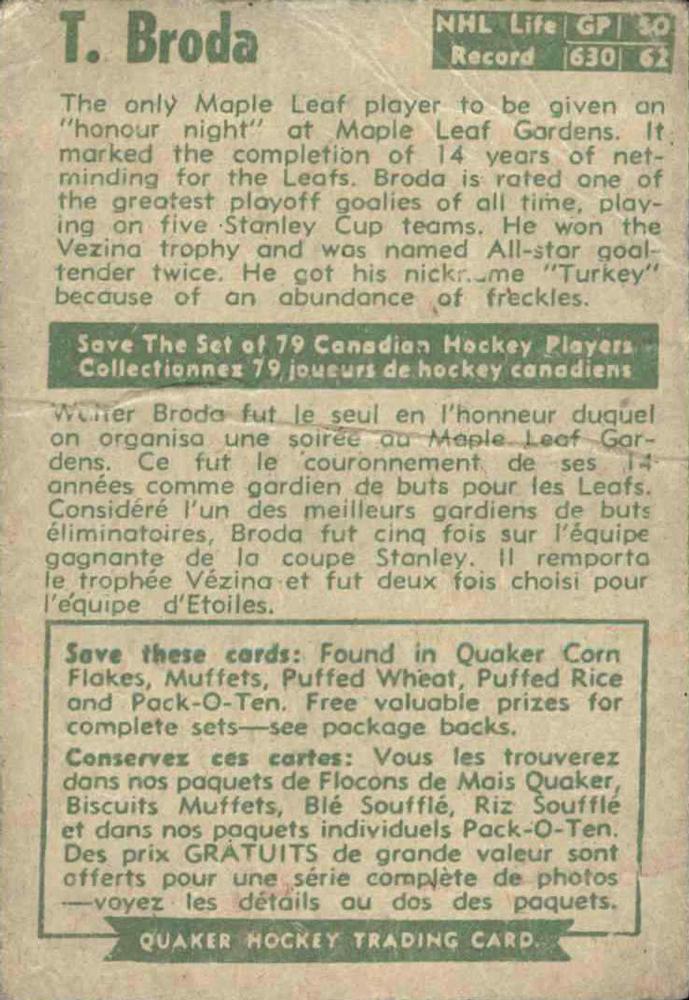 T. Broda
NHL Life GP SO
Record 630 62
The only Maple Leaf player to be given an
"honour night" at Maple Leaf Gardens. It
marked the completion of 14 years of net-
minding for the Leafs. Broda is rated one of
the greatest playoff goalies of all time, play-
ing on five Stanley Cup teams. He won the
Vezina trophy and was named All-star goal-
tender twice. He got his "Turkey"
because of an abundance of freckles.
Save The Set of 79 Canadian Hockey Players
Collectionnez 79 joueurs de hockey canadiens
Broda fut le seul en l'honneur duquel
on organisa une soirée au Maple Leaf Gar-
dens. Ce fut le couronnement de ses 14
années comme gardien de buts pour les Leafs.
Considéré l'un des meilleurs gardiens de buts
éliminatoires, Broda fut cinq fois sur l'équipe
gagnante de la coupe Stanley. Il remporta
le trophée Vézina et fut deux fois choisi pour
l'équipe d'Etoiles.
Save these cards: Found in Quaker Corn
Flakes, Muffets, Puffed Wheat, Puffed Rice
and Pack-O-Ten. Free valuable prizes for
complete sets—see package backs.
Conservez ces cartes: Vous les trouverez
dans nos paquets de Flocons de Mais Quaker,
Biscuits Muffets, Blé Soufflé, Riz Soufflé
et dans nos paquets individuels Pack-O-Ten.
Des prix GRATUITS de grande valeur sont
offerts pour une série complète de photos
—voyez les détails au dos des paquets.
QUAKER HOCKEY TRADING CARD.